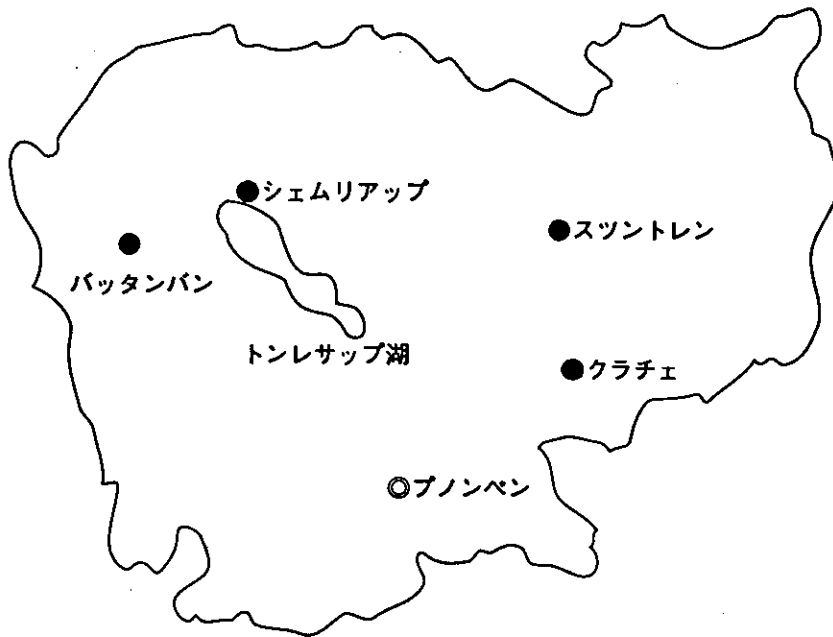 シェムリアップ
スツントレン
バッタンバン
トンレサップ湖
クラチェ
プノンペン